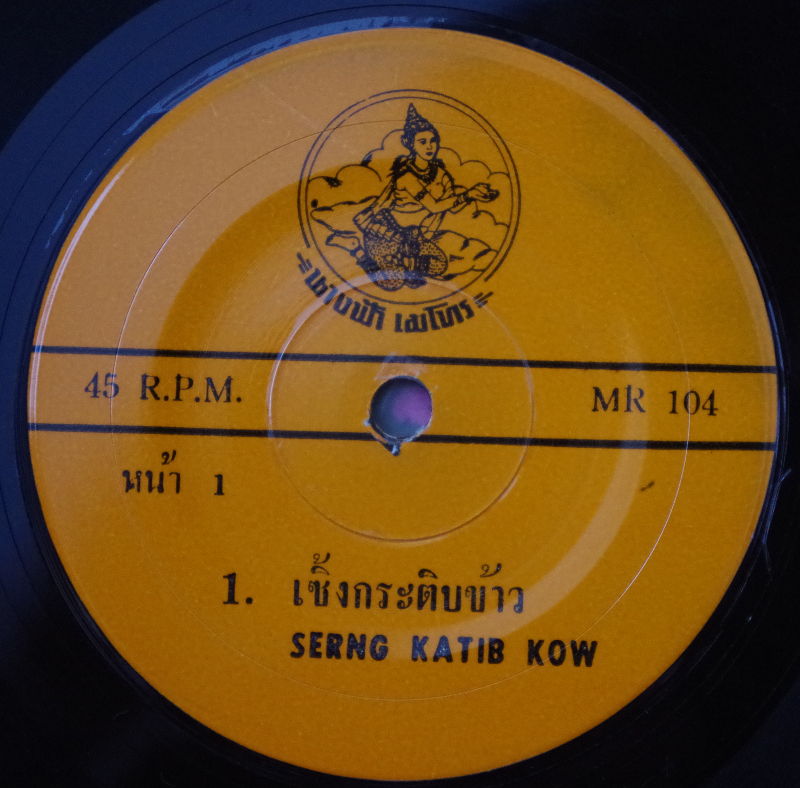 นางฟ้า เมโทร
45 R.P.M.
MR 104
หน้า 1
1. เซิ้งกระติบข้าว
SERNG KATIB KOW